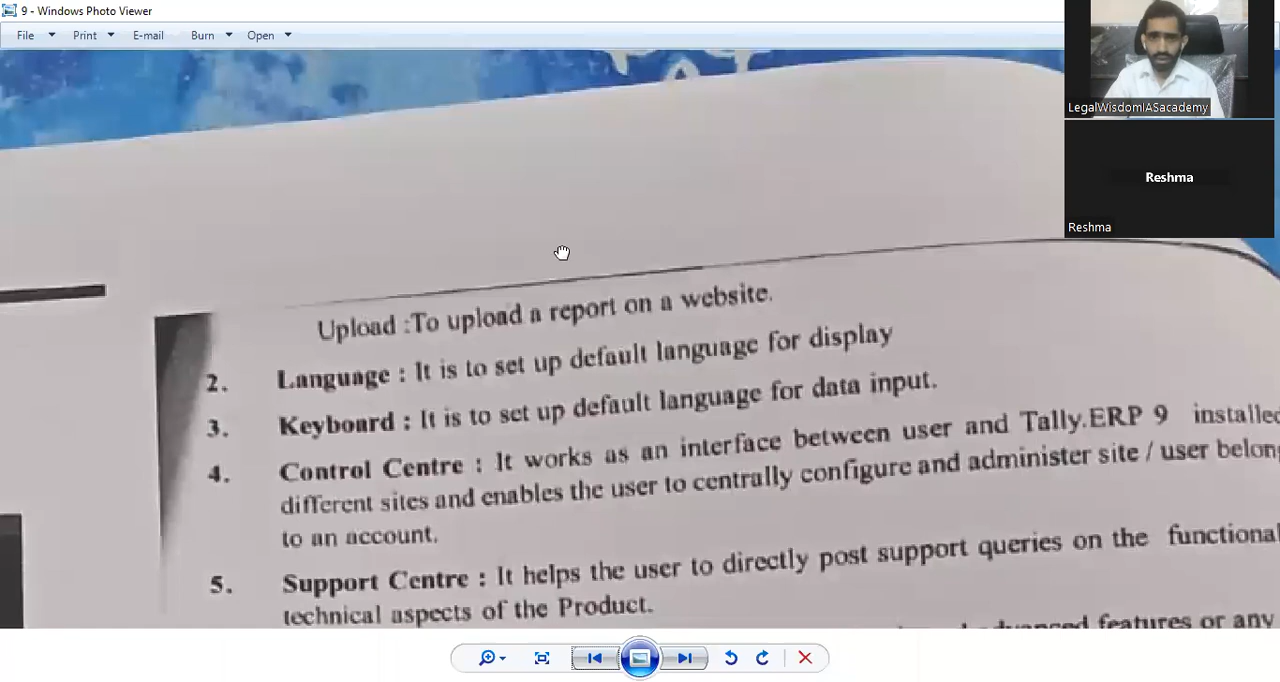 9 - Windows Photo Viewer
File Print E-mail Burn Open
LegalWisdomIASacademy
Reshma
Reshma
Upload :To upload a report on a website.
2. Language : It is to set up default language for display
3. Keyboard : It is to set up default language for data input.
4. Control Centre : It works as an interface between user and Tally.ERP 9
different sites and enables the user to centrally configure and administer site / user
to an account.
5. Support Centre : It helps the user to directly post support queries on the functional
technical aspects of the Product.
features or any